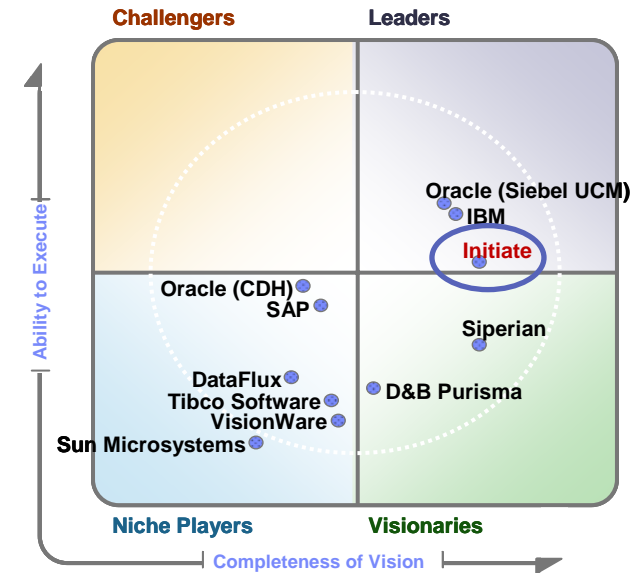 Challengers
Leaders
Oracle (Siebel UCM)
IBM
Initiate
Ability to Execute
Oracle (CDH)
SAP
Siperian
DataFlux
D&B Purisma
Tibco Software
VisionWare
Sun Microsystems
Niche Players
Visionaries
Completeness of Vision